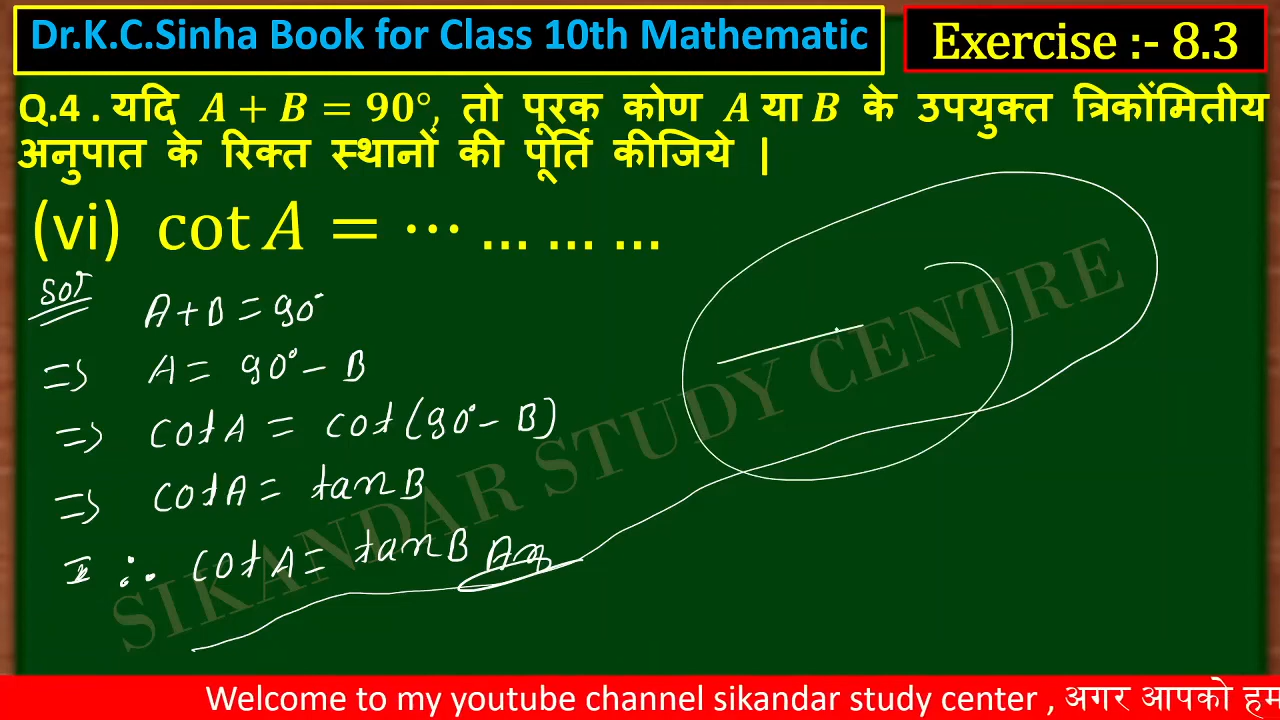 Dr.K.C.Sinha Book for Class 10th Mathematic
Exercise :- 8.3
Q.4 . यदि A + B = 90°, तो पूरक कोण A या B के उपयुक्त त्रिकोंमितीय
अनुपात के रिक्त स्थानों की पूर्ति कीजिये |
(vi) cot A = ⋯ ... ... ...
Sol
A+B = 90°
=> A = 90° - B
=> cot A = cot (90° - B)
=> cot A = tan B
∴ cot A = tan B Ans
SIKANDAR STUDY CENTRE
Welcome to my youtube channel sikandar study center , अगर आपको हम